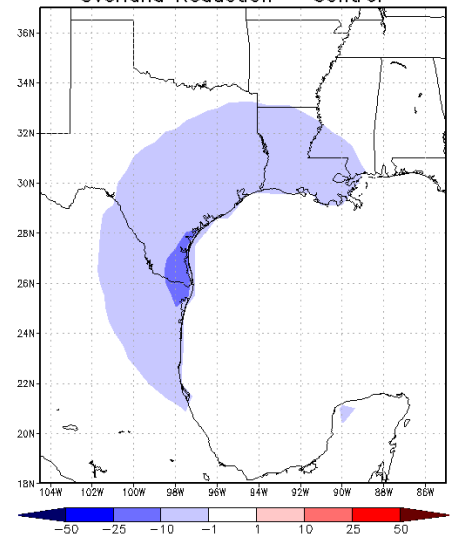 Overland Reduction - Control
36N
34N
32N
30N
28N
26N
24N
22N
20N
18N
104W 102W 100W 98W 96W 94W 92W 90W 88W 86W
-50 -25 -10 -1 1 10 25 50